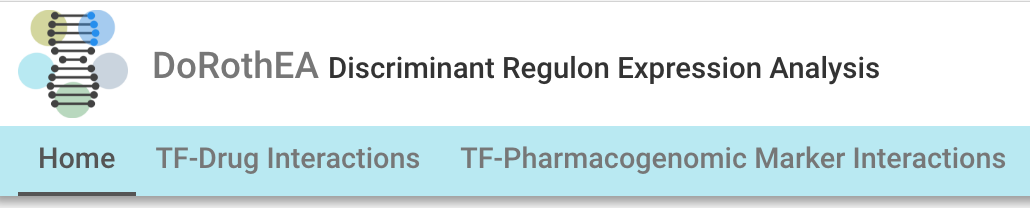 DoRothEA Discriminant Regulon Expression Analysis
Home TF-Drug Interactions TF-Pharmacogenomic Marker Interactions